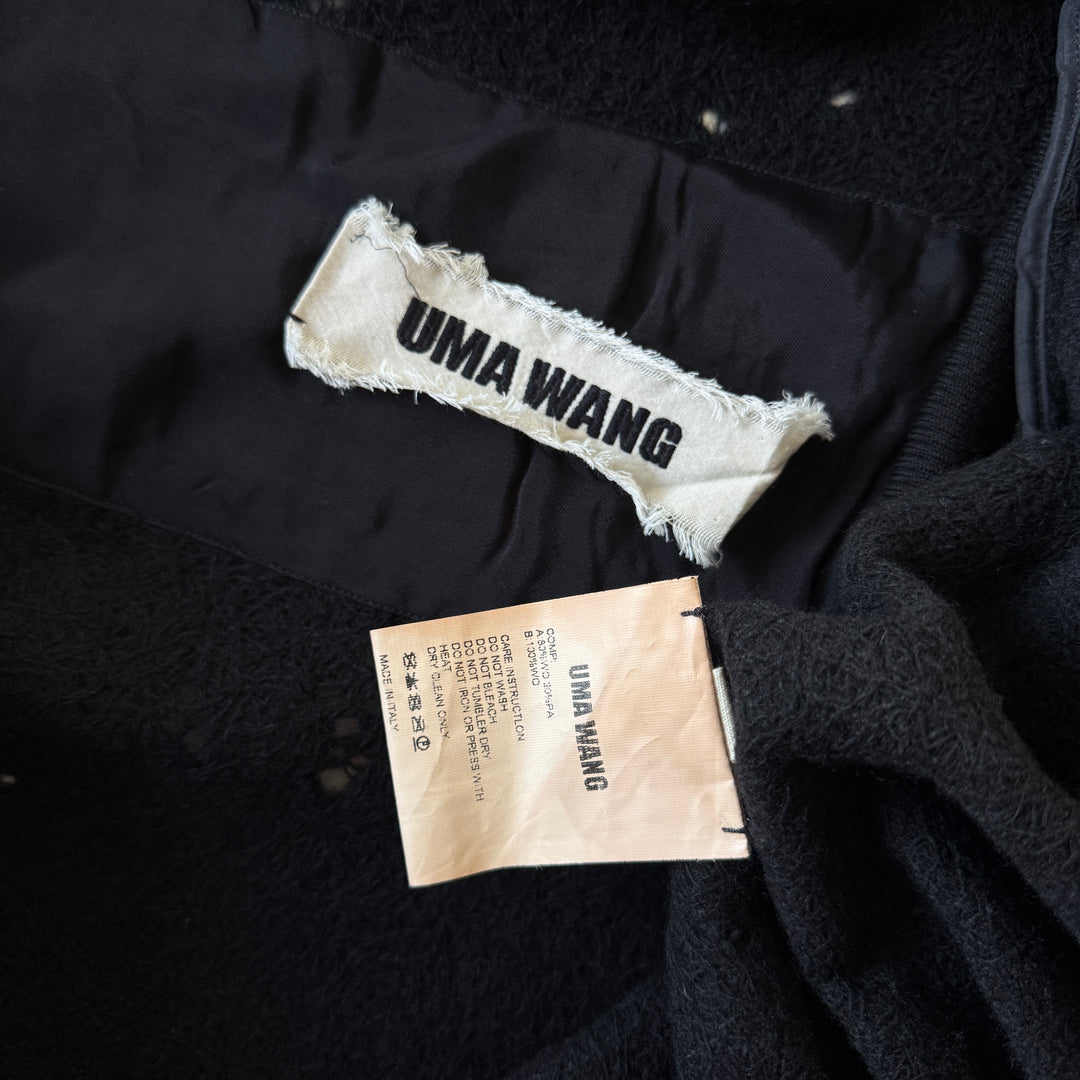 UMA WANG
UMA WANG
COMP:
A:80%WO 20%PA
B:100%WO
CARE INSTRUCTLON
DO NOT WASH
DO NOT BLEACH
DO NOT TUMBLER DRY
DO NOT IRON OR PRESS WITH
HEAT.
DRY CLEAN ONLY
MADE IN ITALY